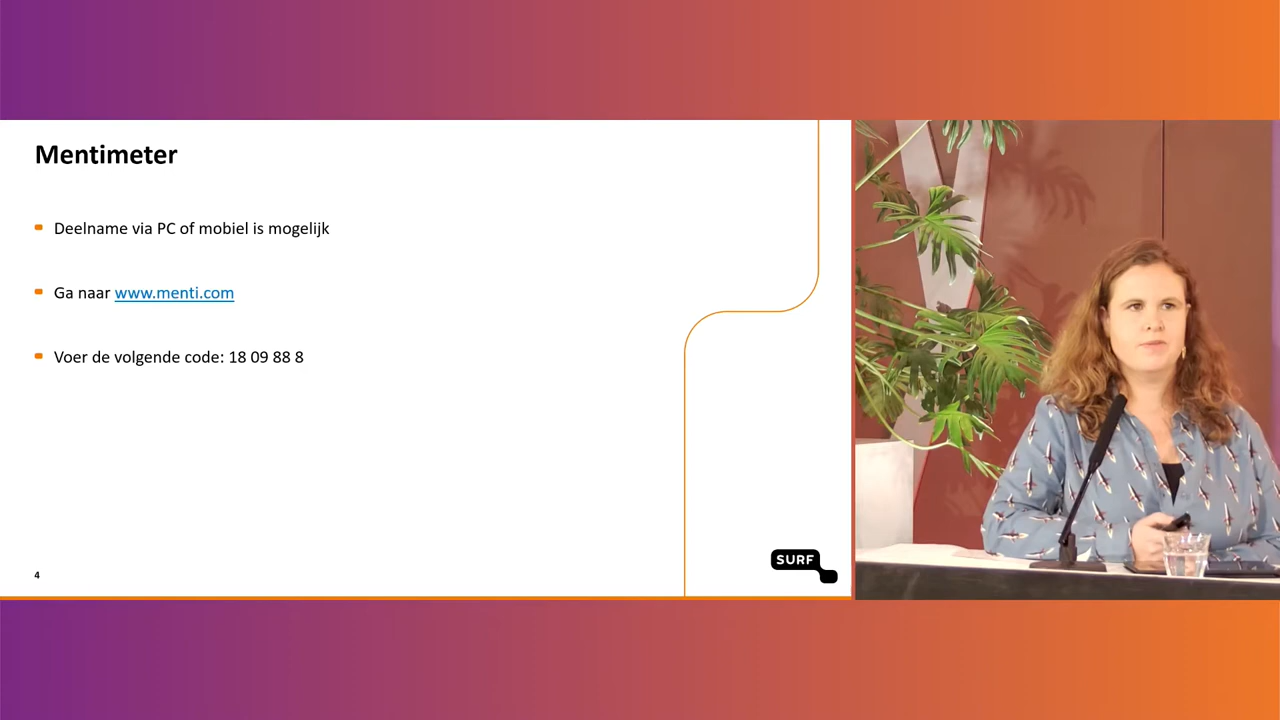 Mentimeter
Deelname via PC of mobiel is mogelijk
Ga naar www.menti.com
Voer de volgende code: 18 09 88 8
4
SURF